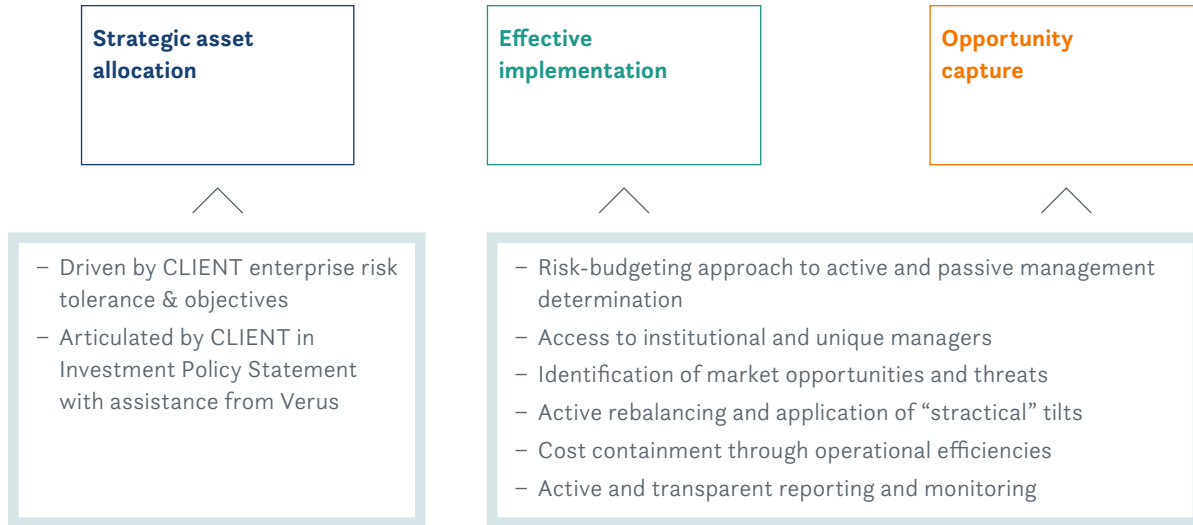 Strategic asset
allocation
Effective
implementation
Opportunity
capture
– Driven by CLIENT enterprise risk
tolerance & objectives
– Articulated by CLIENT in
Investment Policy Statement
with assistance from Verus
– Risk-budgeting approach to active and passive management
determination
– Access to institutional and unique managers
– Identification of market opportunities and threats
– Active rebalancing and application of “stractical” tilts
– Cost containment through operational efficiencies
– Active and transparent reporting and monitoring